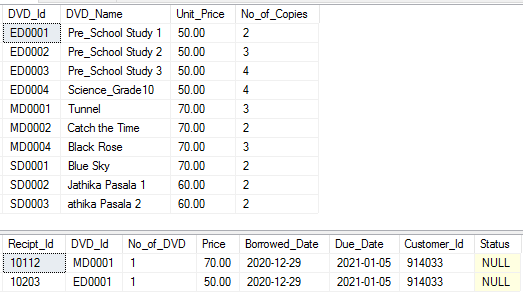 DVD_Id DVD_Name Unit_Price No_of_Copies
ED0001 Pre_School Study 1 50.00 2
ED0002 Pre_School Study 2 50.00 3
ED0003 Pre_School Study 3 50.00 4
ED0004 Science_Grade10 50.00 4
MD0001 Tunnel 70.00 3
MD0002 Catch the Time 70.00 2
MD0004 Black Rose 70.00 3
SD0001 Blue Sky 70.00 2
SD0002 Jathika Pasala 1 60.00 2
SD0003 athika Pasala 2 60.00 2
Recipt_Id DVD_Id No_of_DVD Price Borrowed_Date Due_Date Customer_Id Status
10112 MD0001 1 70.00 2020-12-29 2021-01-05 914033 NULL
10203 ED0001 1 50.00 2020-12-29 2021-01-05 914033 NULL